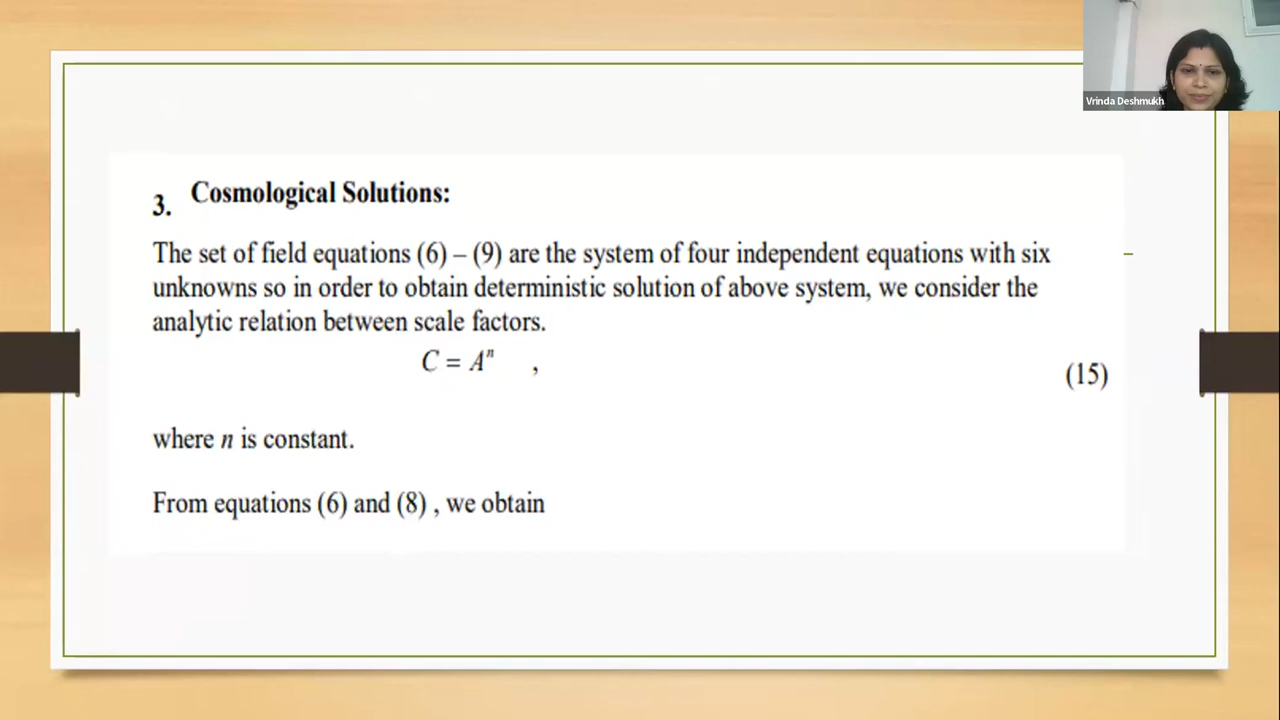 Vrinda Deshmukh
3. Cosmological Solutions:
The set of field equations (6) – (9) are the system of four independent equations with six
unknowns so in order to obtain deterministic solution of above system, we consider the
analytic relation between scale factors.
C = Aⁿ ,
(15)
where n is constant.
From equations (6) and (8) , we obtain